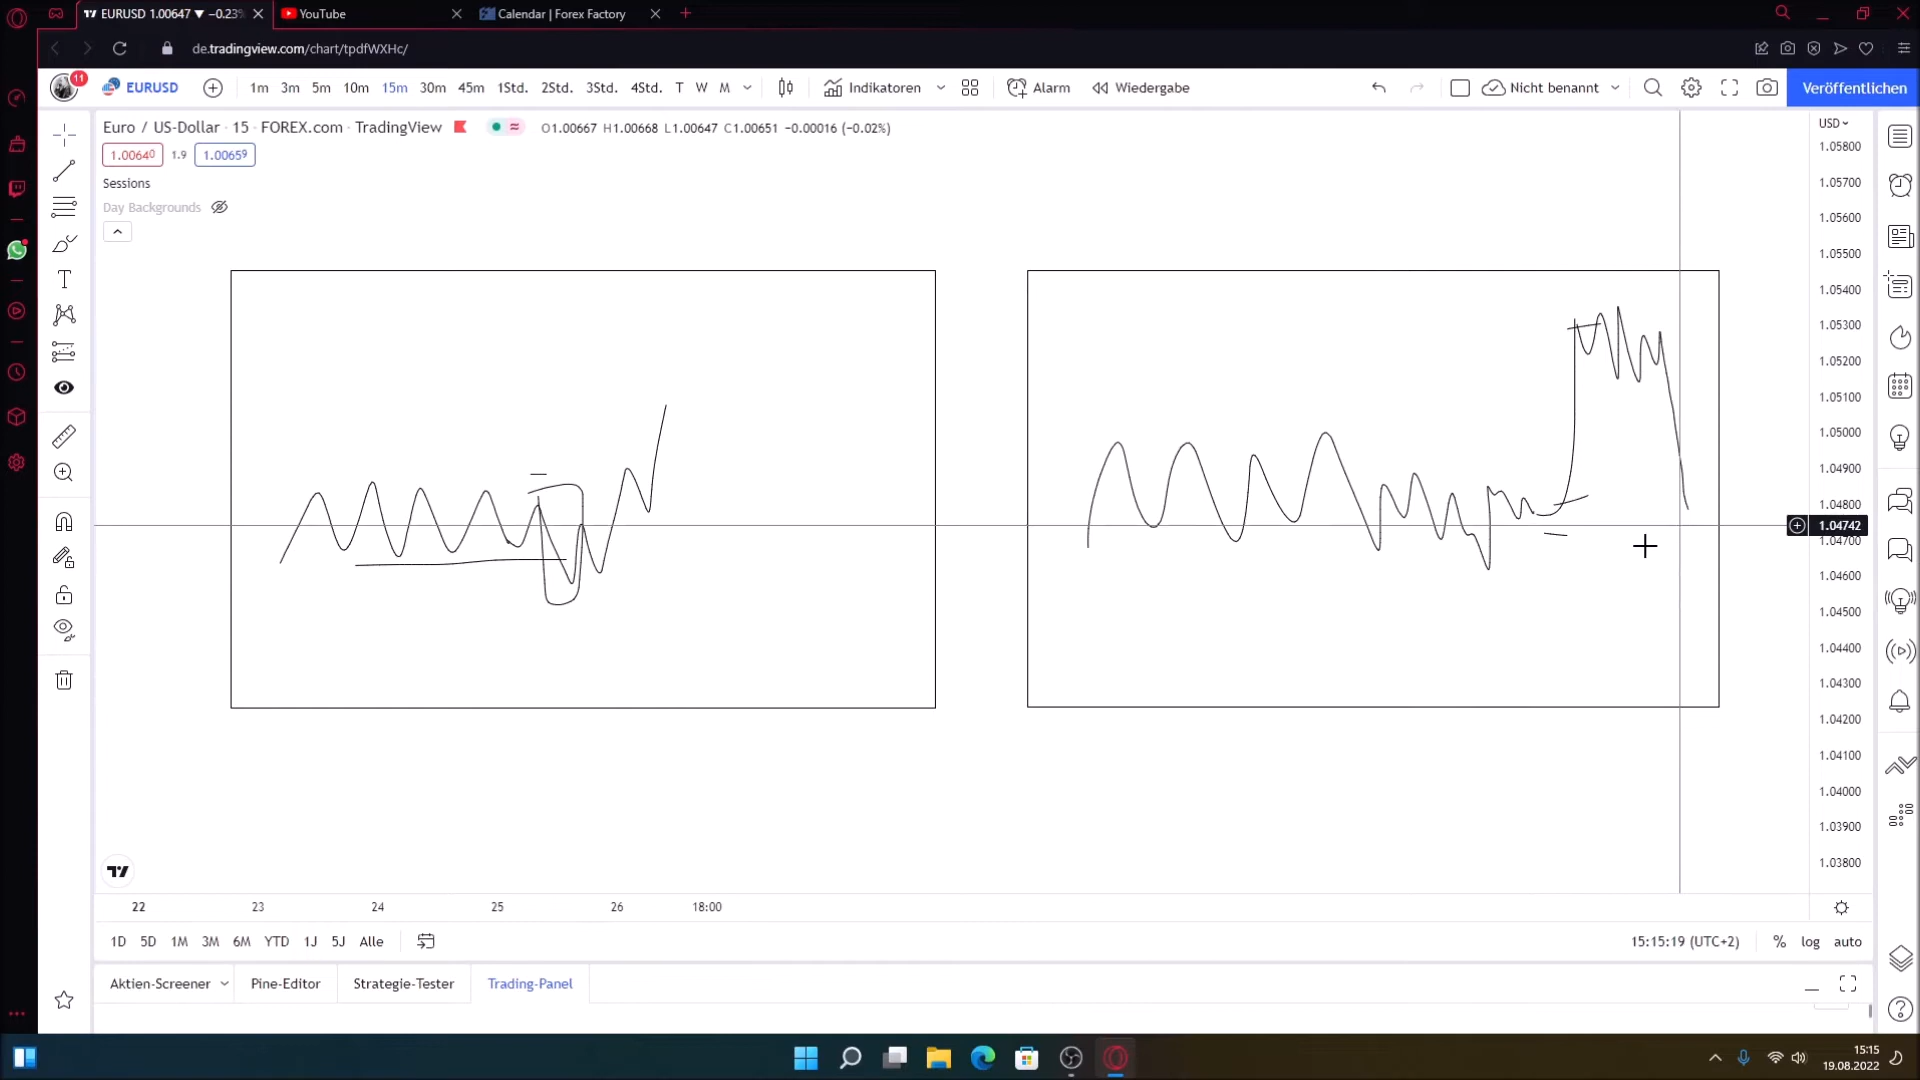 EURUSD 1.00647 ▼ −0.23%
YouTube
Calendar | Forex Factory
de.tradingview.com/chart/tpdfWXHc/
11
EURUSD
1m 3m 5m 10m 15m 30m 45m 1Std. 2Std. 3Std. 4Std. T W M
Indikatoren
Alarm
Wiedergabe
Nicht benannt
Veröffentlichen
Euro / US-Dollar · 15 · FOREX.com · TradingView
O1.00667 H1.00668 L1.00647 C1.00651 −0.00016 (−0.02%)
USD
1.00640 1.9 1.00659
Sessions
Day Backgrounds
1.05800
1.05700
1.05600
1.05500
1.05400
1.05300
1.05200
1.05100
1.05000
1.04900
1.04800
1.04742
1.04700
1.04600
1.04500
1.04400
1.04300
1.04200
1.04100
1.04000
1.03900
1.03800
22 23 24 25 26 18:00
1D 5D 1M 3M 6M YTD 1J 5J Alle
15:15:19 (UTC+2) % log auto
Aktien-Screener Pine-Editor Strategie-Tester Trading-Panel
15:15
19.08.2022